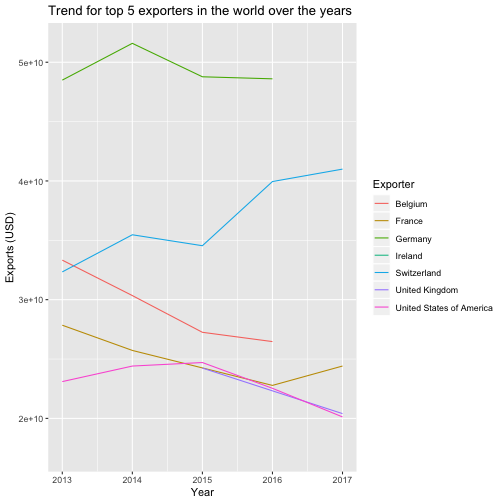 Trend for top 5 exporters in the world over the years
5e+10
4e+10
3e+10
2e+10
Exports (USD)
2013 2014 2015 2016 2017
Year
Exporter
Belgium
France
Germany
Ireland
Switzerland
United Kingdom
United States of America